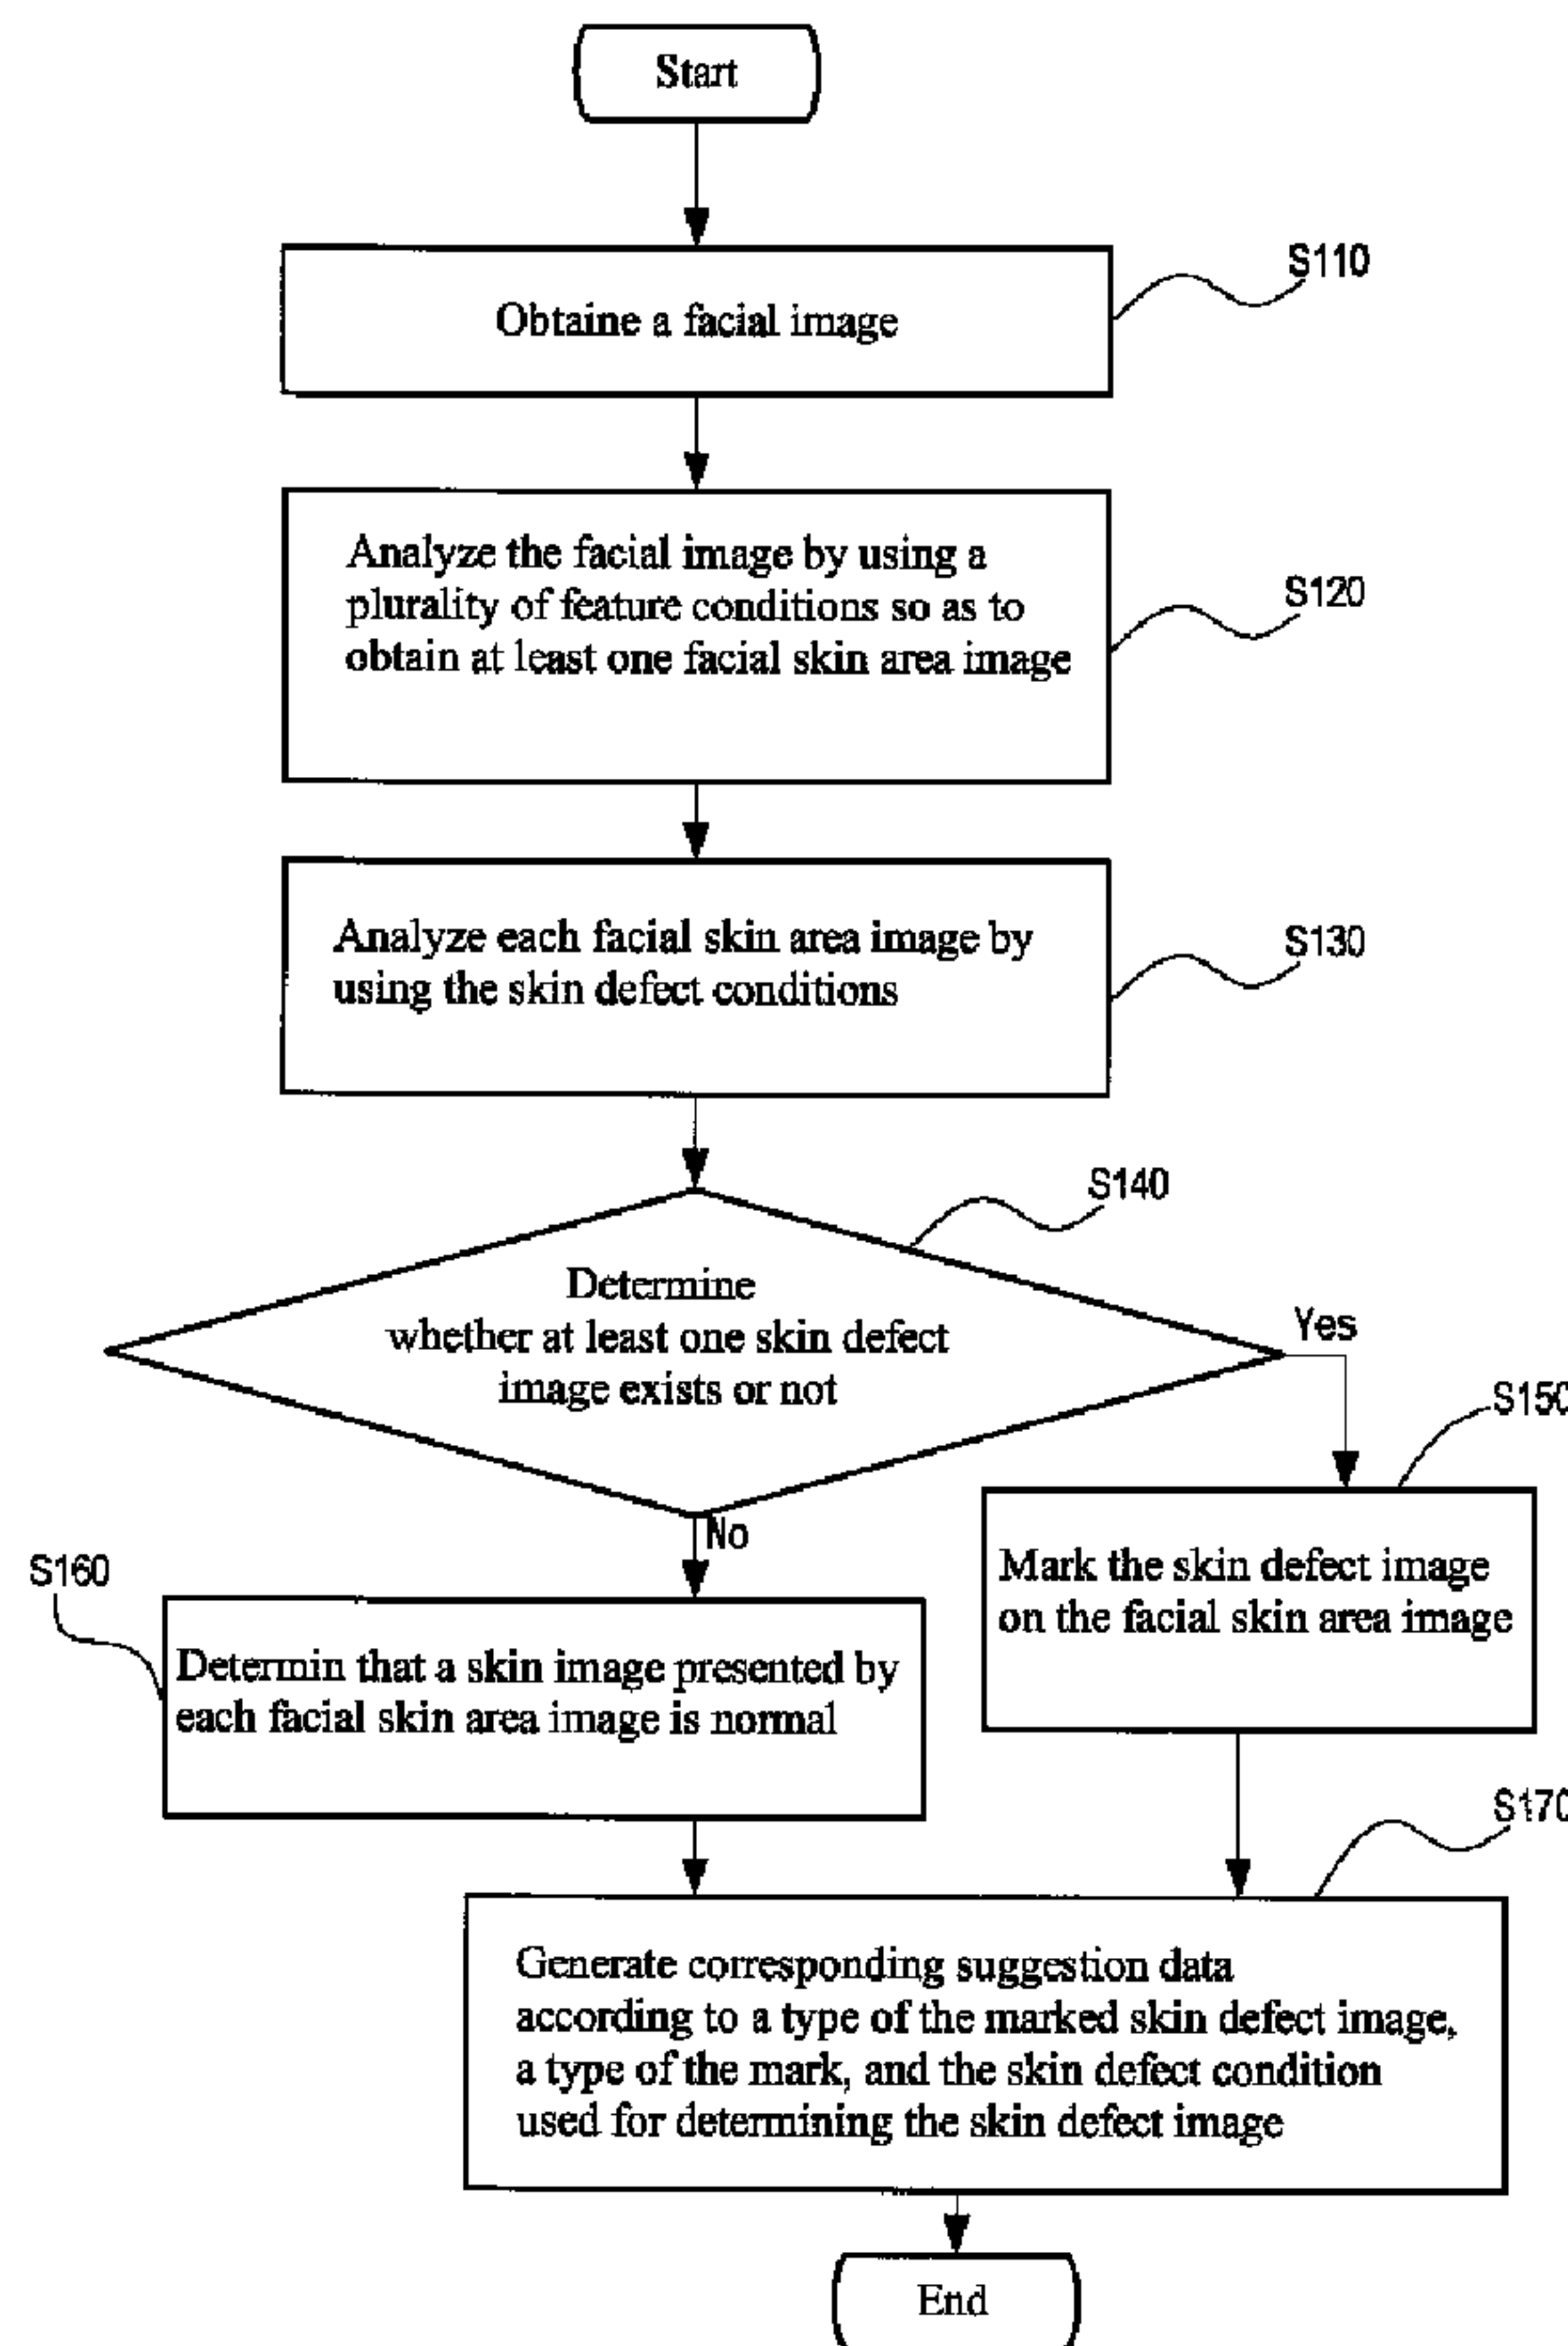 Start
S110
Obtaine a facial image
Analyze the facial image by using a
plurality of feature conditions so as to
obtain at least one facial skin area image
S120
Analyze each facial skin area image by
using the skin defect conditions
S130
S140
Determine
whether at least one skin defect
image exists or not
Yes
S150
No
Mark the skin defect image
on the facial skin area image
S160
Determin that a skin image presented by
each facial skin area image is normal
S170
Generate corresponding suggestion data
according to a type of the marked skin defect image,
a type of the mark, and the skin defect condition
used for determining the skin defect image
End